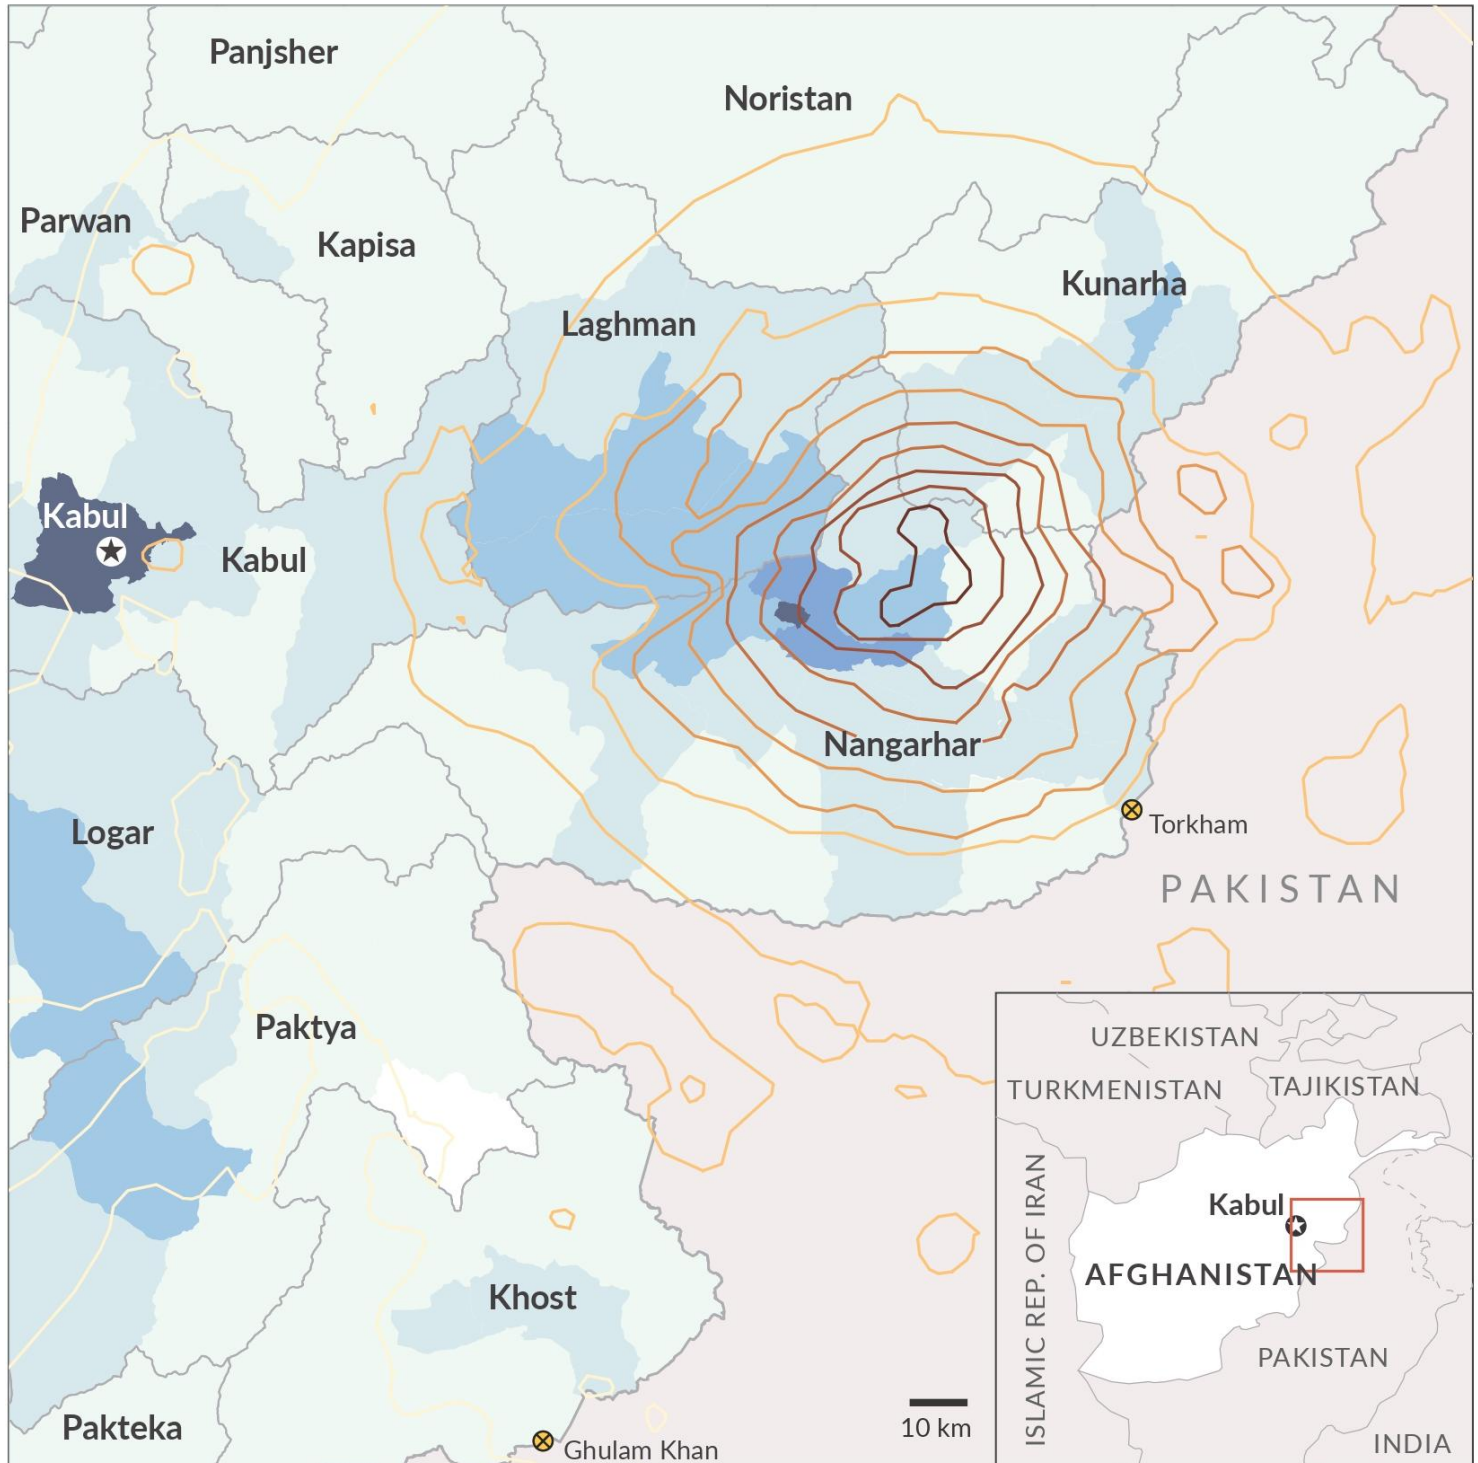 Panjsher
Noristan
Parwan
Kapisa
Kunarha
Laghman
Kabul
Kabul
Nangarhar
Logar
Torkham
PAKISTAN
Paktya
Khost
Pakteka
Ghulam Khan
10 km
UZBEKISTAN
TURKMENISTAN
TAJIKISTAN
ISLAMIC REP. OF IRAN
Kabul
AFGHANISTAN
PAKISTAN
INDIA